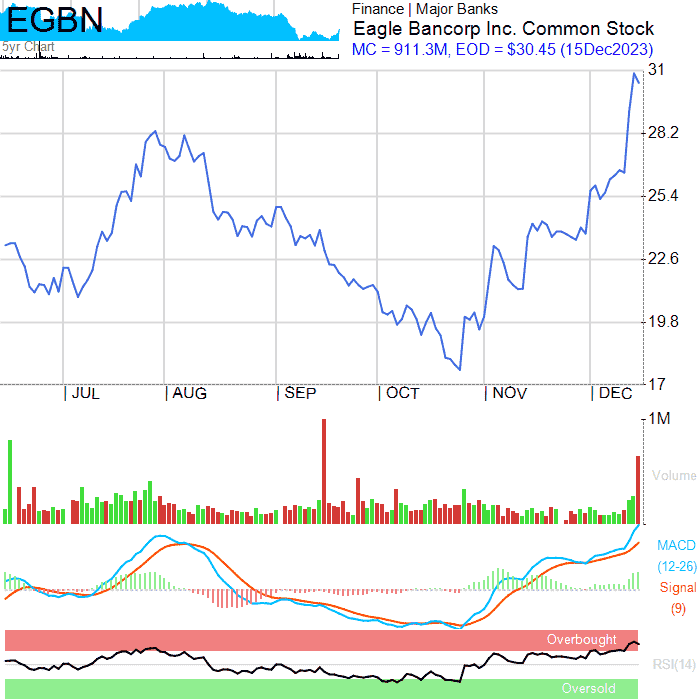 EGBN
5yr Chart
Finance | Major Banks
Eagle Bancorp Inc. Common Stock
MC = 911.3M, EOD = $30.45 (15Dec2023)
31
28.2
25.4
22.6
19.8
17
| JUL | AUG | SEP | OCT | NOV | DEC
1M
Volume
MACD
(12-26)
Signal
(9)
Overbought
RSI(14)
Oversold